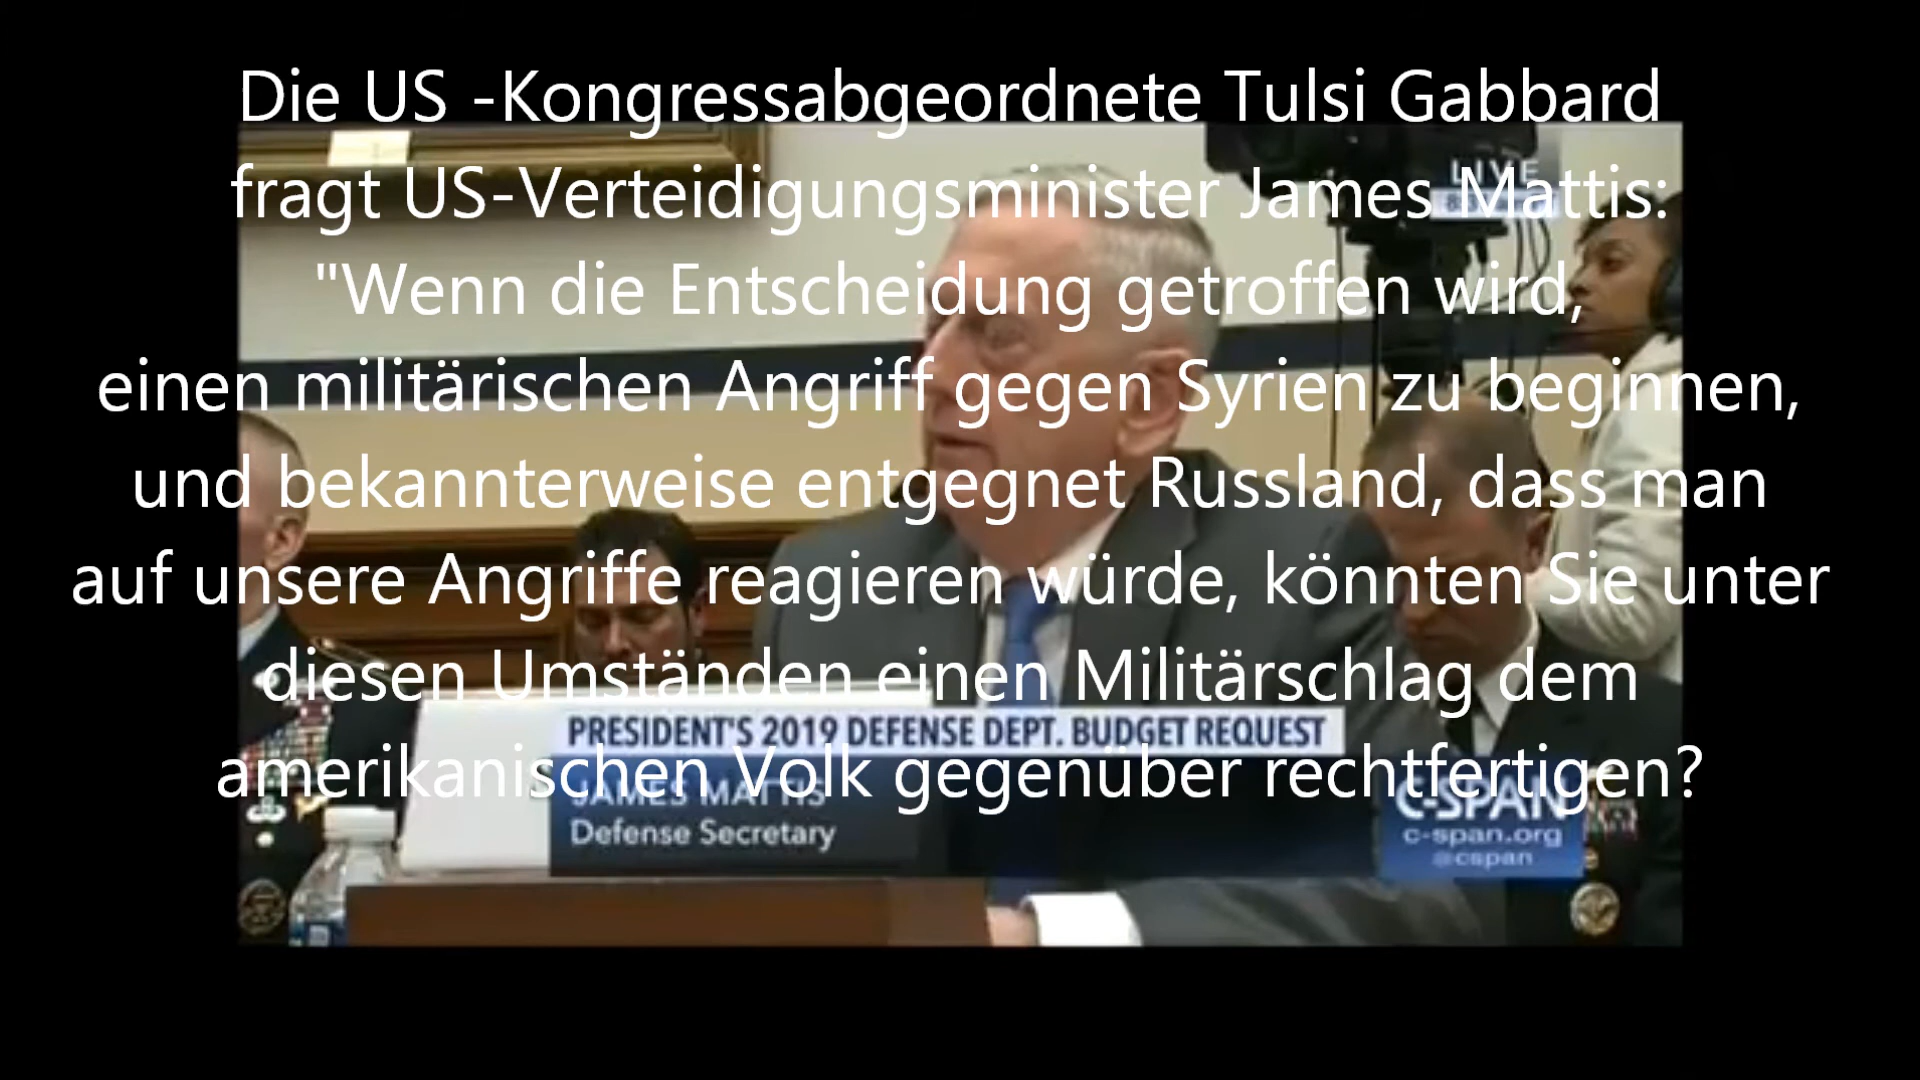 Die US -Kongressabgeordnete Tulsi Gabbard
fragt US-Verteidigungsminister James Mattis:
"Wenn die Entscheidung getroffen wird,
einen militärischen Angriff gegen Syrien zu beginnen,
und bekannterweise entgegnet Russland, dass man
auf unsere Angriffe reagieren würde, könnten Sie unter
diesen Umständen einen Militärschlag dem
amerikanischen Volk gegenüber rechtfertigen?
LIVE
PRESIDENT'S 2019 DEFENSE DEPT. BUDGET REQUEST
JAMES MATTIS
Defense Secretary
C-SPAN
c-span.org
@cspan